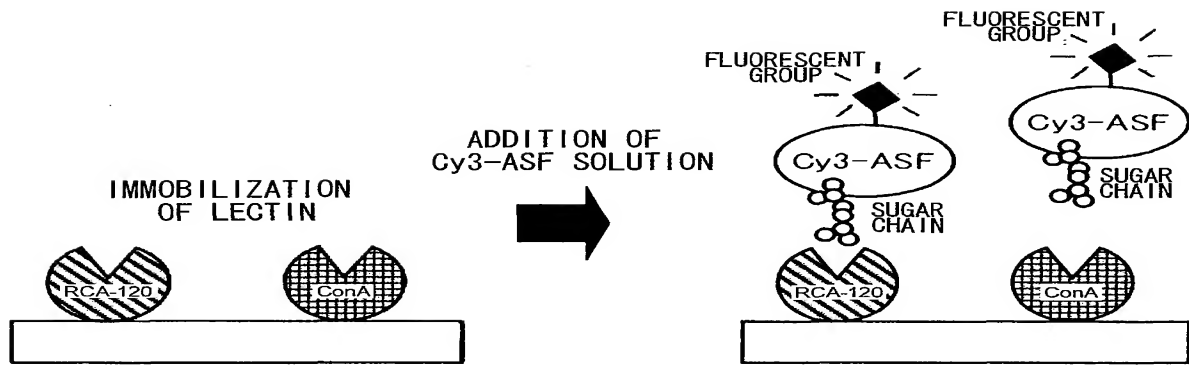 IMMOBILIZATION
OF LECTIN
RCA-120
ConA
ADDITION OF
Cy3-ASF SOLUTION
FLUORESCENT
GROUP
Cy3-ASF
SUGAR
CHAIN
RCA-120
FLUORESCENT
GROUP
Cy3-ASF
SUGAR
CHAIN
ConA